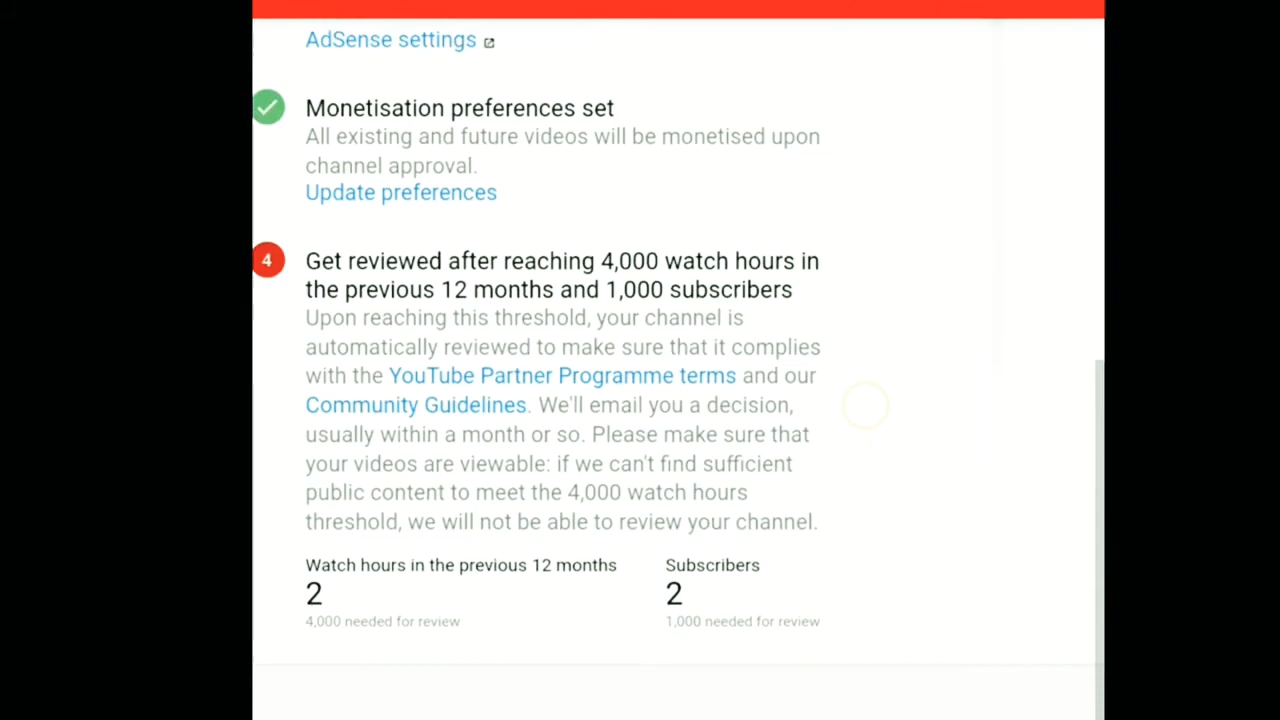 AdSense settings
Monetisation preferences set
All existing and future videos will be monetised upon
channel approval.
Update preferences
4
Get reviewed after reaching 4,000 watch hours in
the previous 12 months and 1,000 subscribers
Upon reaching this threshold, your channel is
automatically reviewed to make sure that it complies
with the YouTube Partner Programme terms and our
Community Guidelines. We'll email you a decision,
usually within a month or so. Please make sure that
your videos are viewable: if we can't find sufficient
public content to meet the 4,000 watch hours
threshold, we will not be able to review your channel.
Watch hours in the previous 12 months
2
4,000 needed for review
Subscribers
2
1,000 needed for review